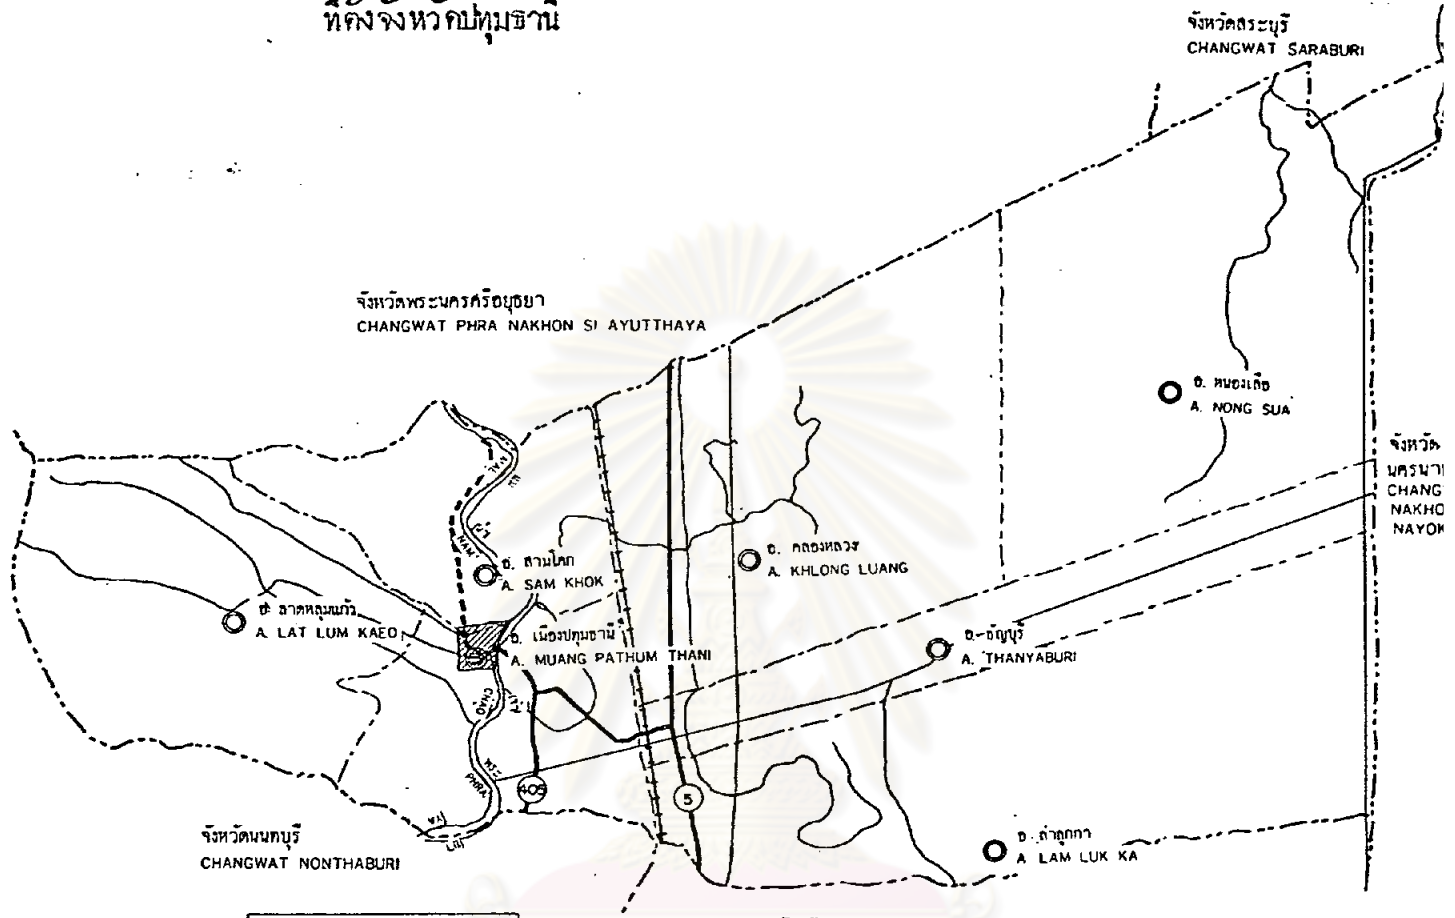 ที่ตั้งจังหวัดปทุมธานี
จังหวัดสระบุรี
CHANGWAT SARABURI
จังหวัดพระนครศรีอยุธยา
CHANGWAT PHRA NAKHON SI AYUTTHAYA
อ. หนองเสือ
A. NONG SUA
จังหวัด
CHANG
NAKHO
NAYOK
NAM
อ. สามโคก
A. SAM KHOK
อ. คลองหลวง
A. KHLONG LUANG
อ. ลาดหลุมแก้ว
A. LAT LUM KAEO
อ. เมืองปทุมธานี
A. MUANG PATHUM THANI
อ. ธัญบุรี
A. THANYABURI
CHAO
พระ
PHRA
405
5
จังหวัดนนทบุรี
CHANGWAT NONTHABURI
YA
อ. ลำลูกกา
A. LAM LUK KA